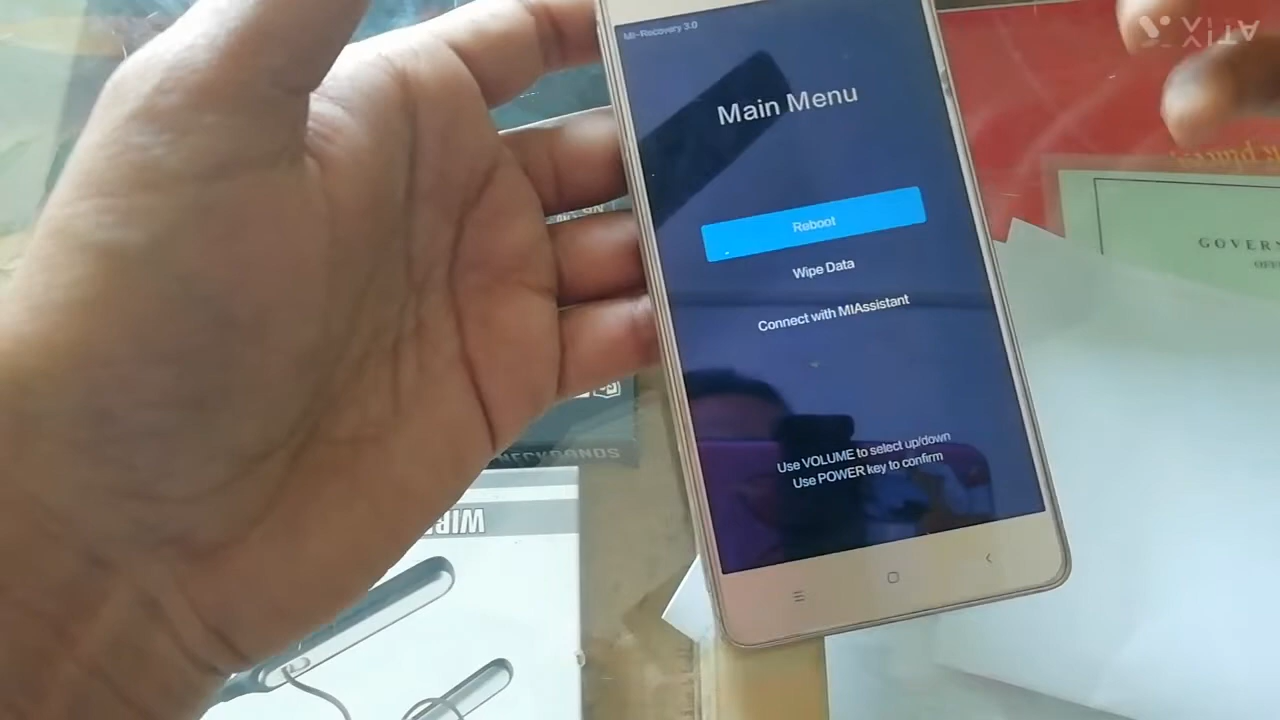 MI-Recovery 3.0
Main Menu
Reboot
Wipe Data
Connect with MIAssistant
Use VOLUME to select up/down
Use POWER key to confirm
GOVERN
NECKBANDS